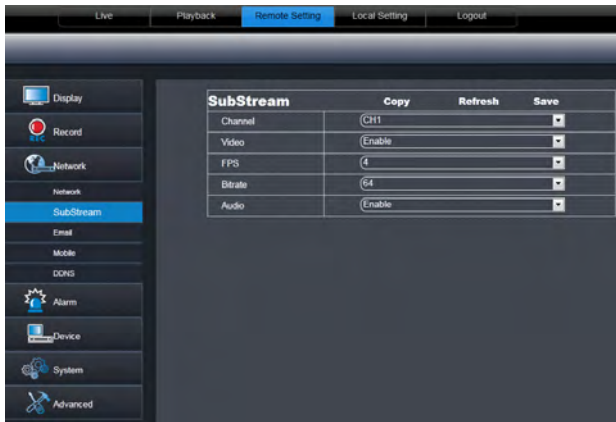 Live Playback Remote Setting Local Setting Logout
Display
REC Record
Network
Network
SubStream
Email
Mobile
DDNS
Alarm
Device
System
Advanced
SubStream Copy Refresh Save
Channel CH1
Video Enable
FPS 4
Bitrate 64
Audio Enable